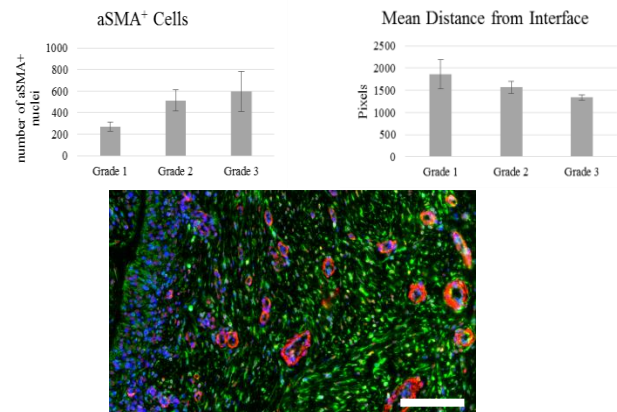 aSMA⁺ Cells
number of aSMA+
nuclei
1000
800
600
400
200
0
Grade 1 Grade 2 Grade 3
Mean Distance from Interface
Pixels
2500
2000
1500
1000
500
0
Grade 1 Grade 2 Grade 3